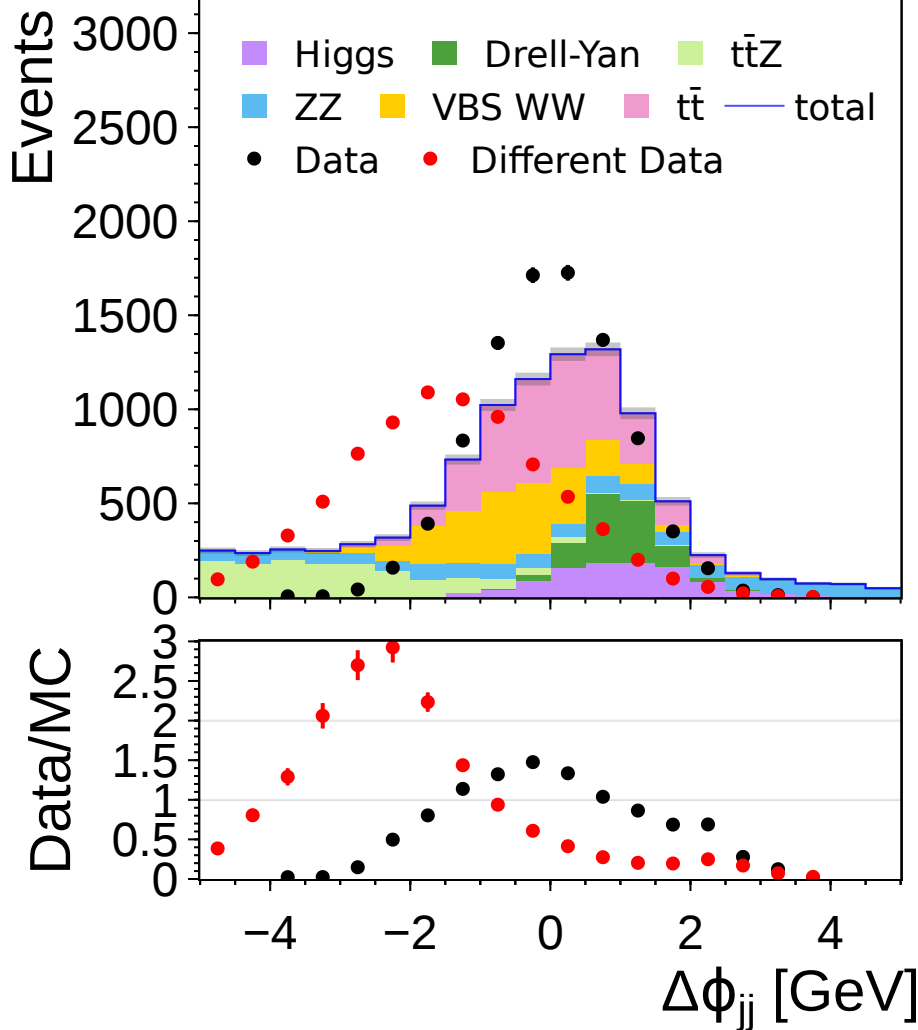 Events
3000
2500
2000
1500
1000
500
0
Higgs Drell-Yan tt̄Z
ZZ VBS WW tt̄ total
Data Different Data
Data/MC
3
2.5
2
1.5
1
0.5
0
−4 −2 0 2 4
Δϕjj [GeV]